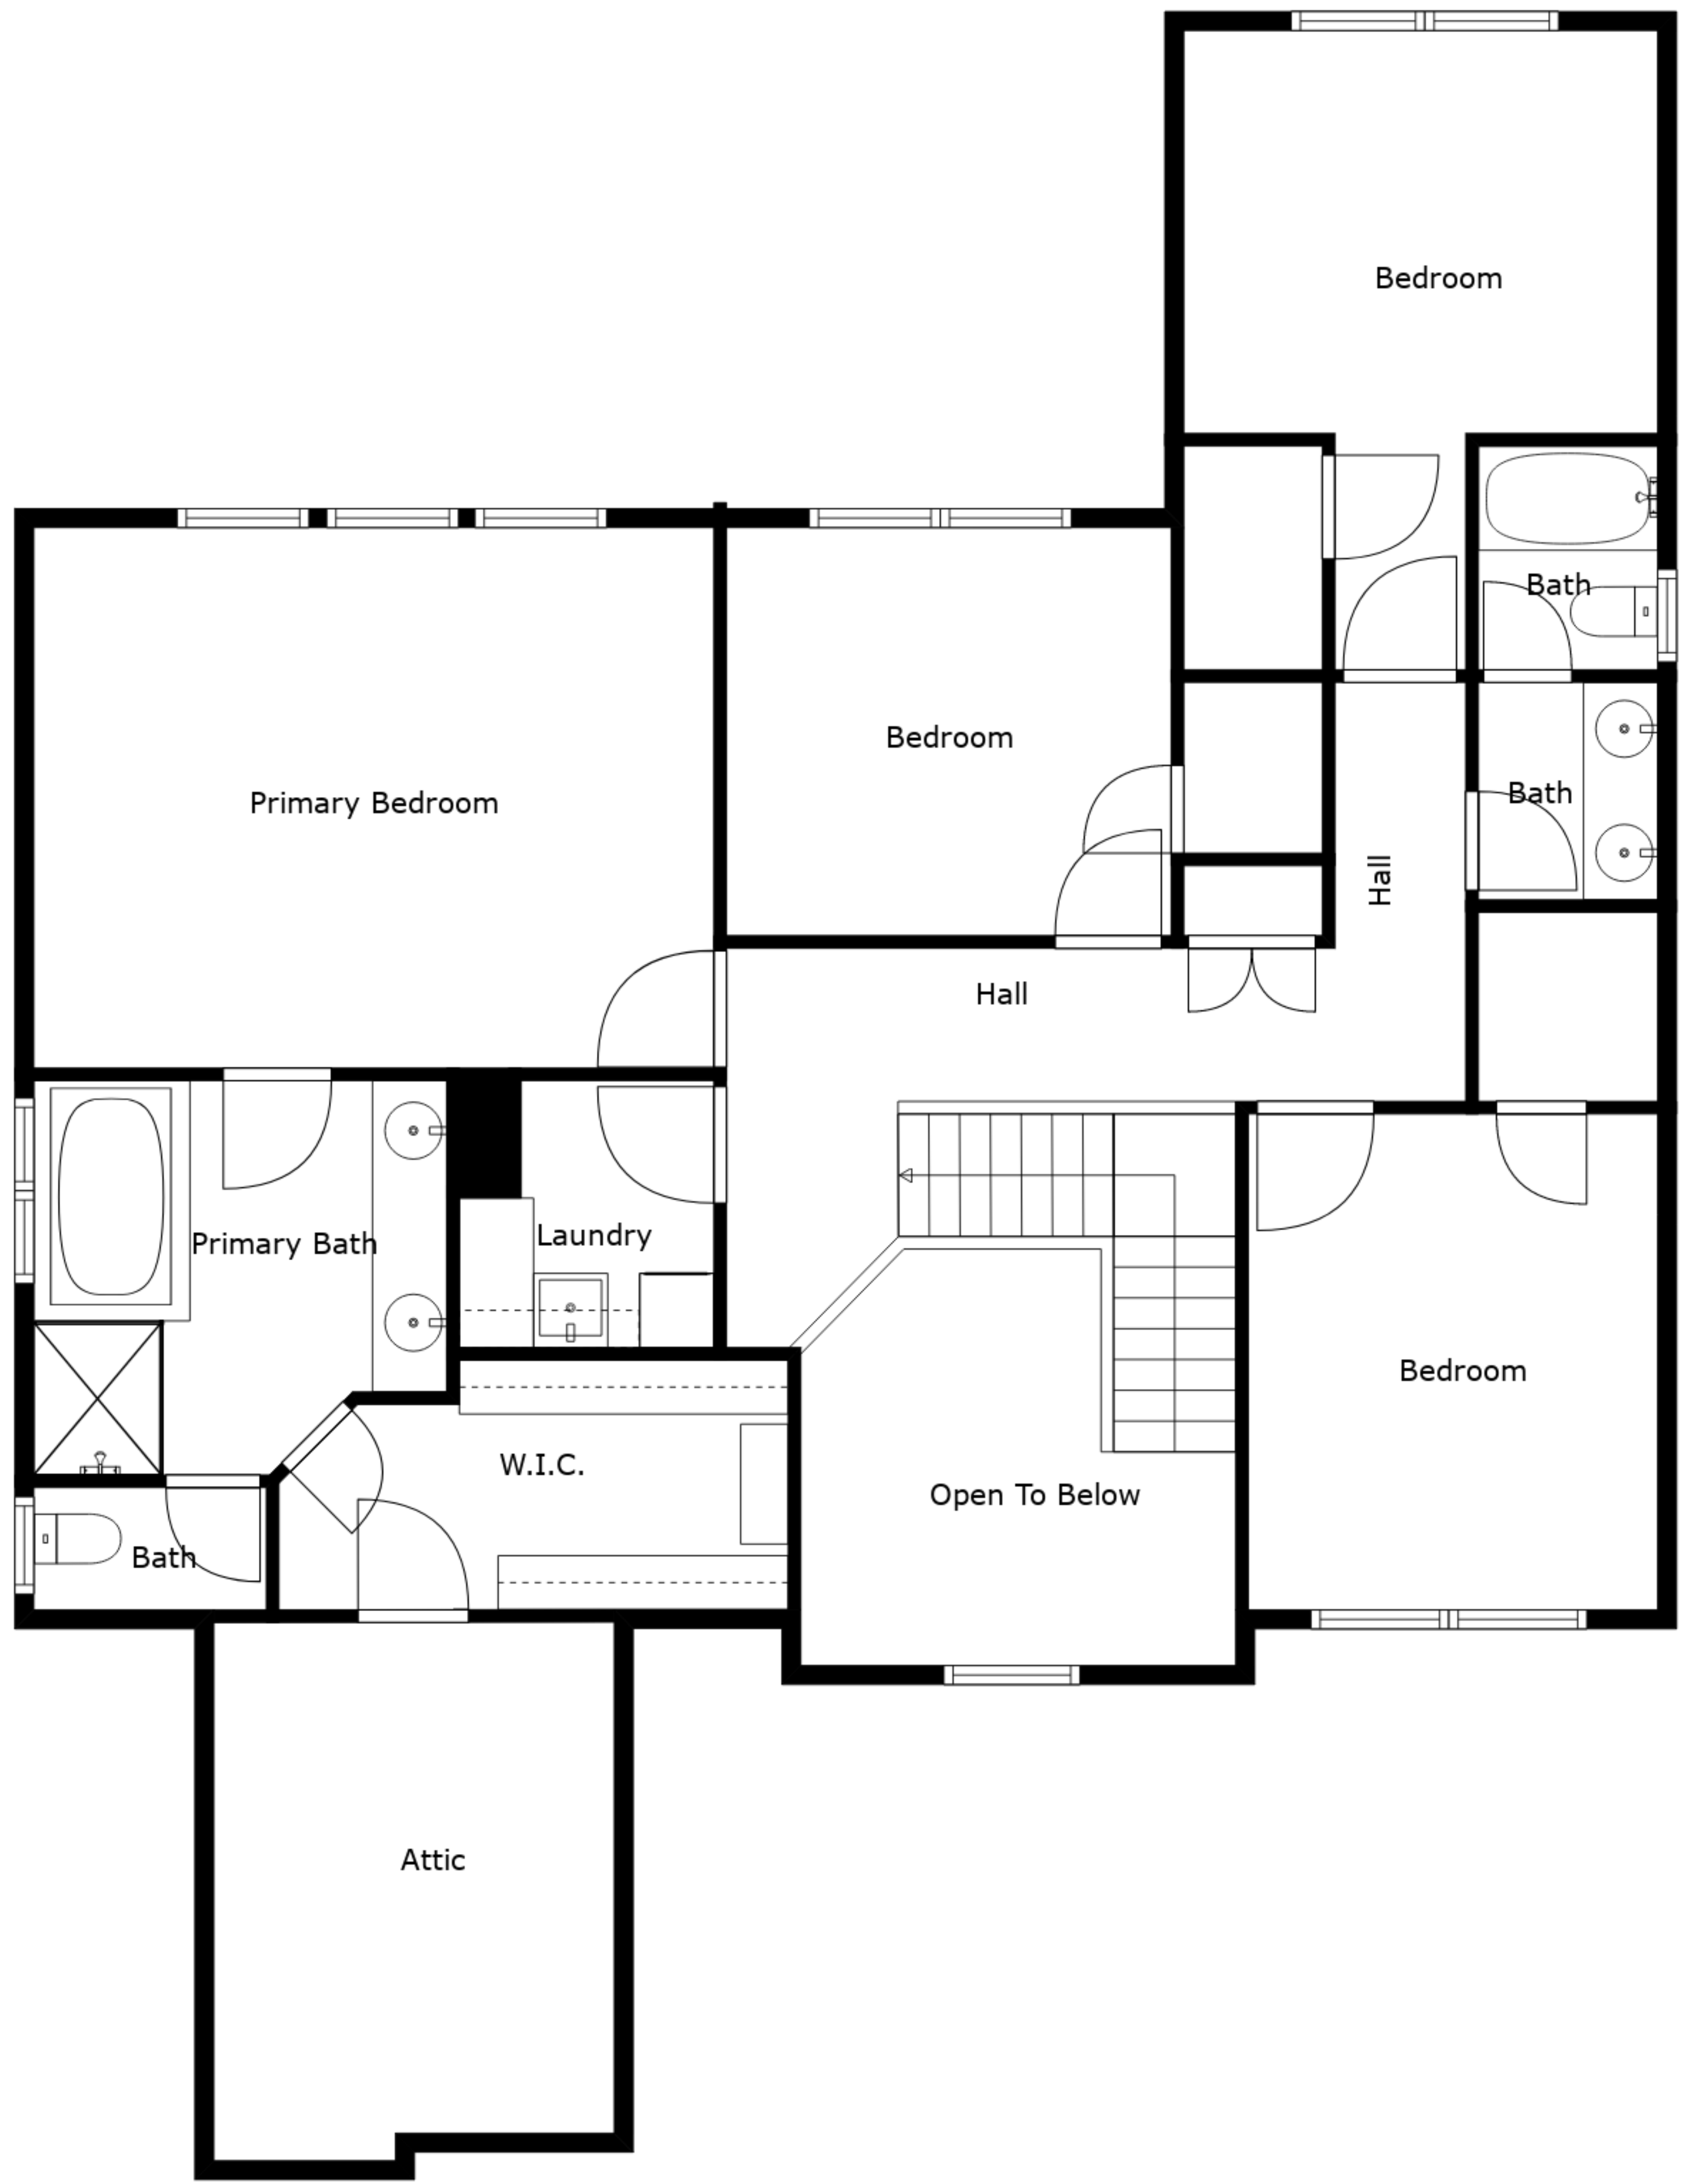 Bedroom
Bath
Bedroom
Bath
Primary Bedroom
Hall
Hall
Laundry
Primary Bath
Bedroom
W.I.C.
Open To Below
Bath
Attic